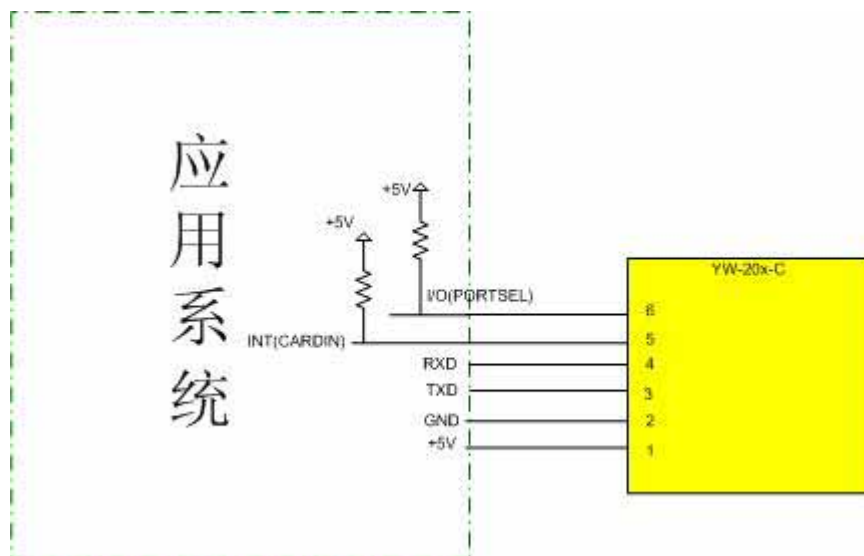 应用系统
+5V
+5V
YW-20x-C
I/O(PORTSEL)
6
INT(CARDIN)
5
RXD
4
TXD
3
GND
2
+5V
1